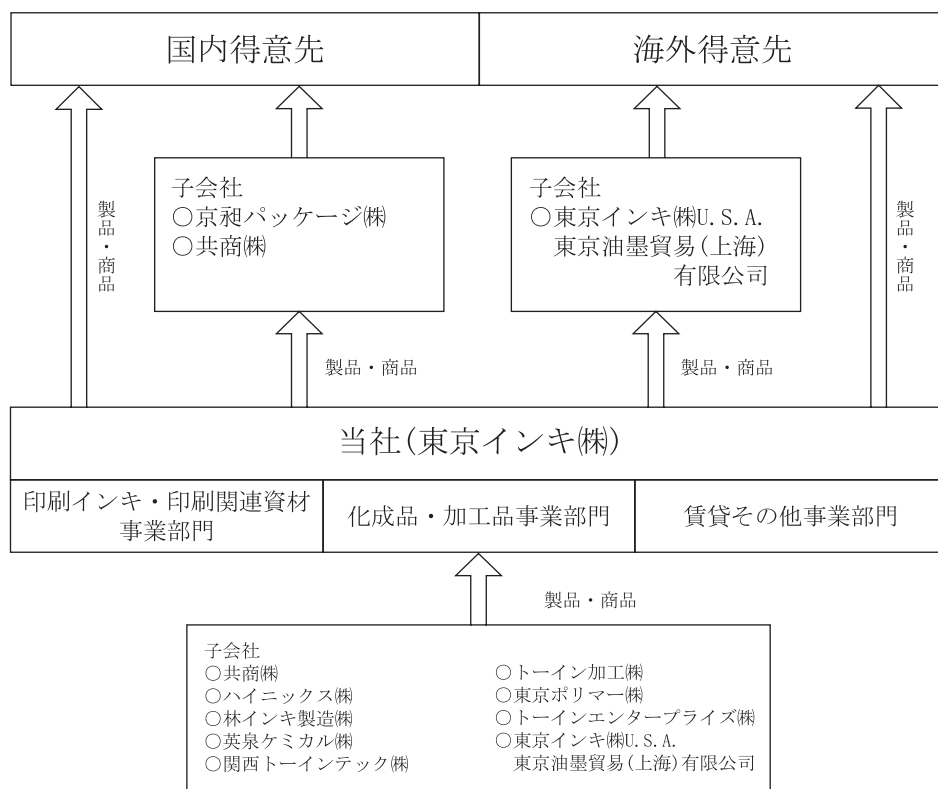 国内得意先
海外得意先
子会社
○京昶パッケージ㈱
○共商㈱
子会社
○東京インキ㈱U.S.A.
東京油墨貿易(上海)
有限公司
製品・商品
製品・商品
製品・商品
製品・商品
当社(東京インキ㈱)
印刷インキ・印刷関連資材
事業部門
化成品・加工品事業部門
賃貸その他事業部門
製品・商品
子会社
○共商㈱
○ハイニックス㈱
○林インキ製造㈱
○英泉ケミカル㈱
○関西トーインテック㈱
○トーイン加工㈱
○東京ポリマー㈱
○トーインエンタープライズ㈱
○東京インキ㈱U.S.A.
東京油墨貿易(上海)有限公司